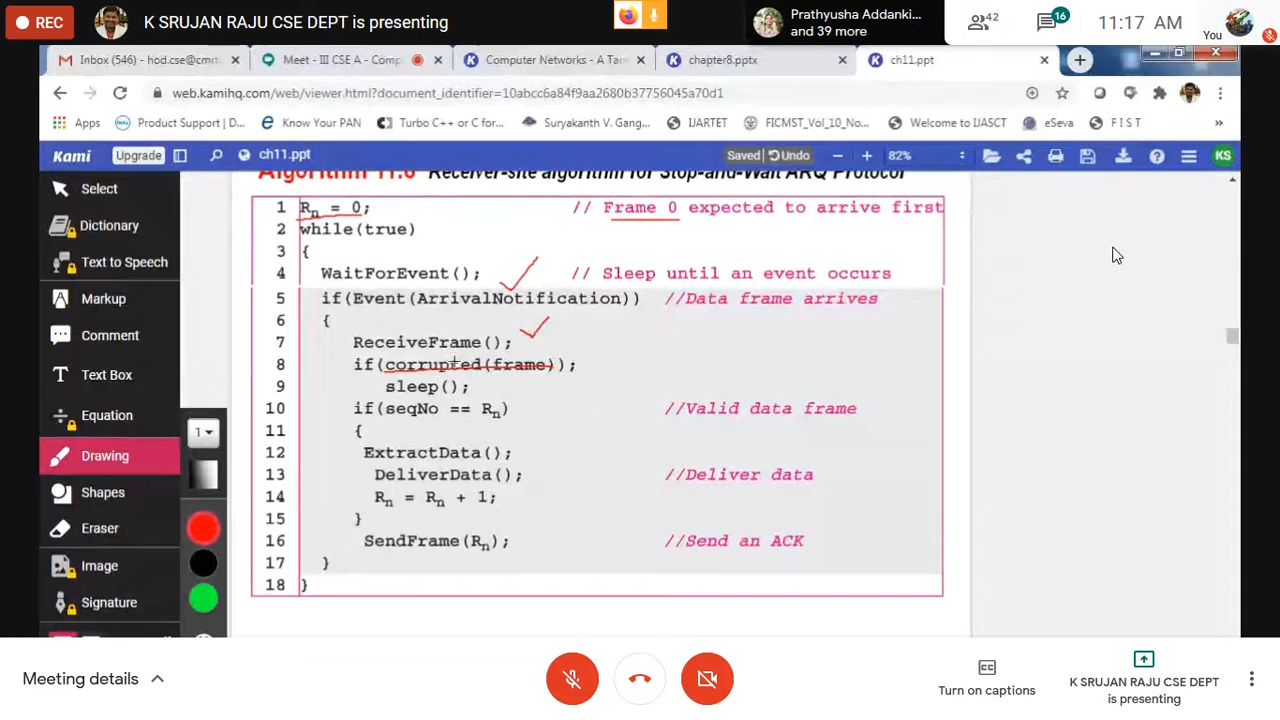 REC
K SRUJAN RAJU CSE DEPT is presenting
Prathyusha Addanki...
and 39 more
42
16
11:17 AM
You
Inbox (546) - hod.cse@cmr
Meet - III CSE A - Comp
Computer Networks - A Tan
chapter8.pptx
ch11.ppt
web.kamihq.com/web/viewer.html?document_identifier=10abcc6a84f9aa2680b37756045a70d1
Apps
Product Support | D...
Know Your PAN
Turbo C++ or C for...
Suryakanth V. Gang...
IJARTET
FICMST_Vol_10_No...
Welcome to IJASCT
eSeva
F I S T
»
Kami
Upgrade
ch11.ppt
Saved
Undo
82%
KS
Select
Dictionary
Text to Speech
Markup
Comment
Text Box
Equation
Drawing
Shapes
Eraser
Image
Signature
1
Algorithm 11.6 Receiver-site algorithm for Stop-and-Wait ARQ Protocol
1 Rn = 0; // Frame 0 expected to arrive first
2 while(true)
3 {
4 WaitForEvent(); // Sleep until an event occurs
5 if(Event(ArrivalNotification)) //Data frame arrives
6 {
7 ReceiveFrame();
8 if(corrupted(frame));
9 sleep();
10 if(seqNo == Rn) //Valid data frame
11 {
12 ExtractData();
13 DeliverData(); //Deliver data
14 Rn = Rn + 1;
15 }
16 SendFrame(Rn); //Send an ACK
17 }
18 }
Meeting details
Turn on captions
K SRUJAN RAJU CSE DEPT
is presenting